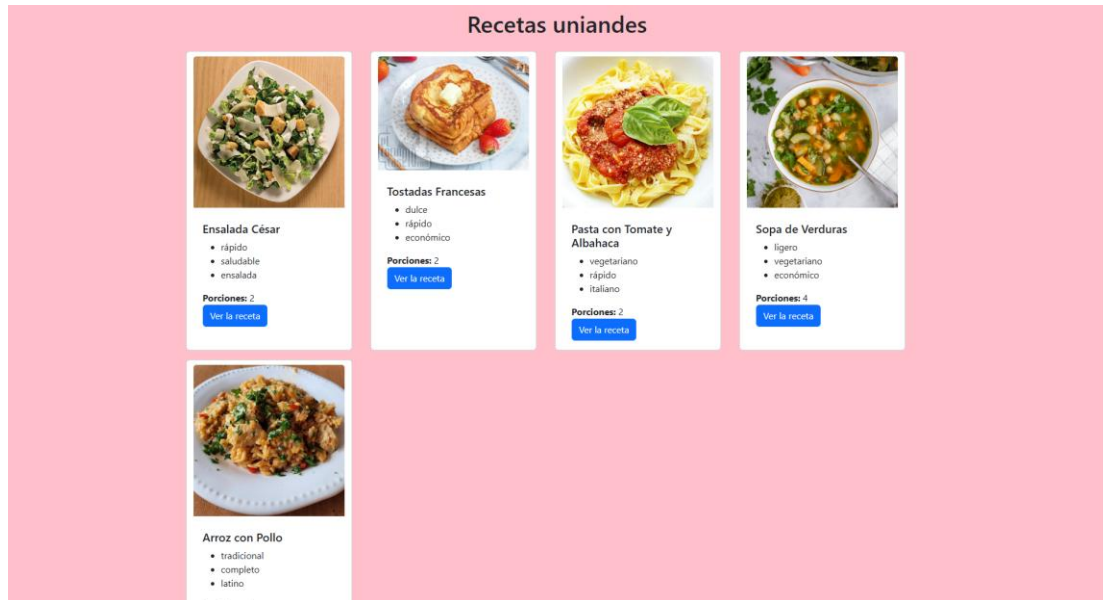 Recetas uniandes
Ensalada César
rápido
saludable
ensalada
Porciones: 2
Ver la receta
Tostadas Francesas
dulce
rápido
económico
Porciones: 2
Ver la receta
Pasta con Tomate y
Albahaca
vegetariano
rápido
italiano
Porciones: 2
Ver la receta
Sopa de Verduras
ligero
vegetariano
económico
Porciones: 4
Ver la receta
Arroz con Pollo
tradicional
completo
latino